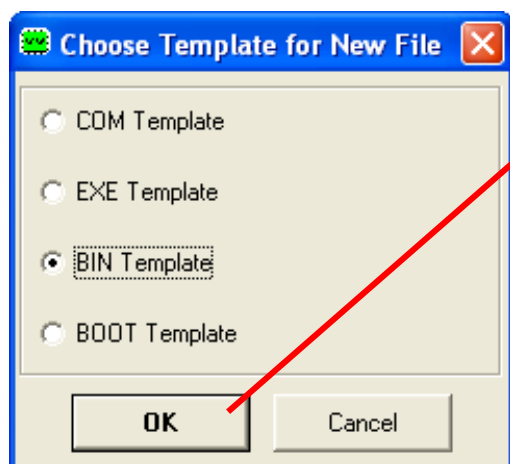 Choose Template for New File
COM Template
EXE Template
BIN Template
BOOT Template
OK Cancel